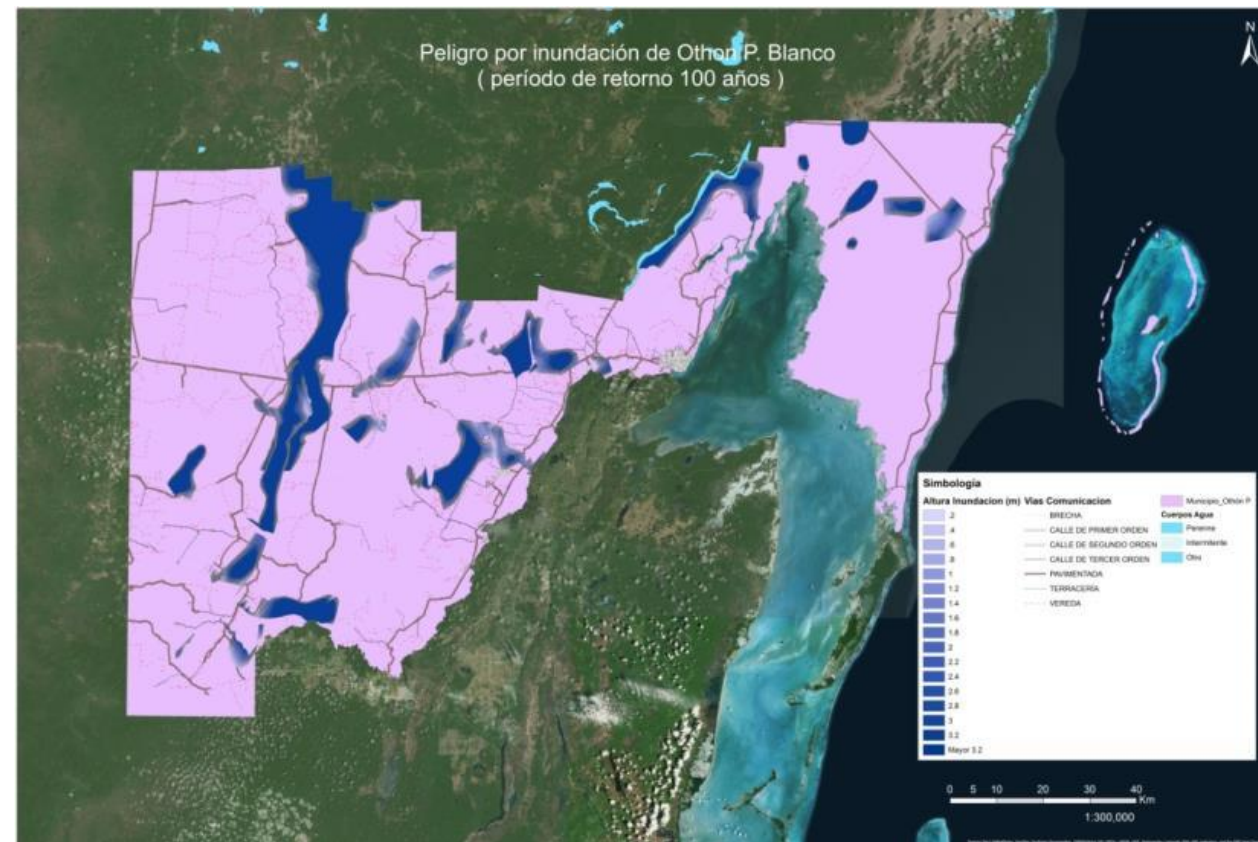 Peligro por inundación de Othon P. Blanco
( período de retorno 100 años )
N
Simbología
Altura Inundacion (m)
.2
.4
.6
.8
1
1.2
1.4
1.6
1.8
2
2.2
2.4
2.6
2.8
3
3.2
Mayor 3.2
Vias Comunicacion
BRECHA
CALLE DE PRIMER ORDEN
CALLE DE SEGUNDO ORDEN
CALLE DE TERCER ORDEN
PAVIMENTADA
TERRACERÍA
VEREDA
Municipio_Othón P
Cuerpos Agua
Perenne
Intermitente
Otro
0 5 10 20 30 40
Km
1:300,000